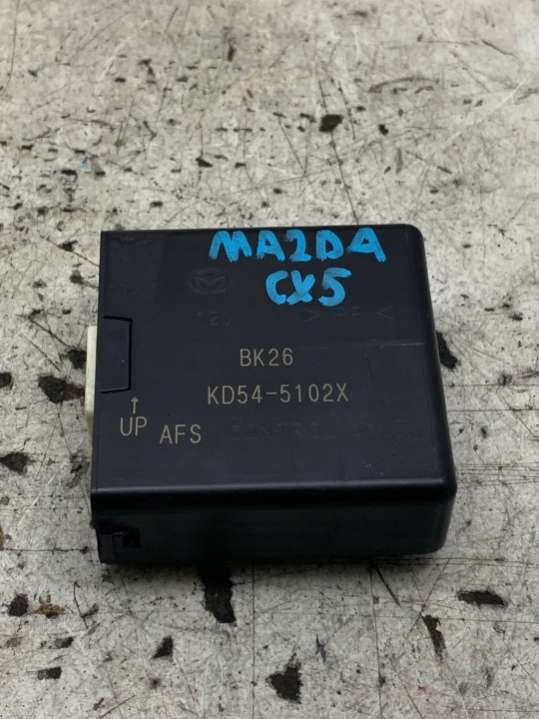 MAZDA
CX5
BK26
KD54-5102X
↑
UP AFS